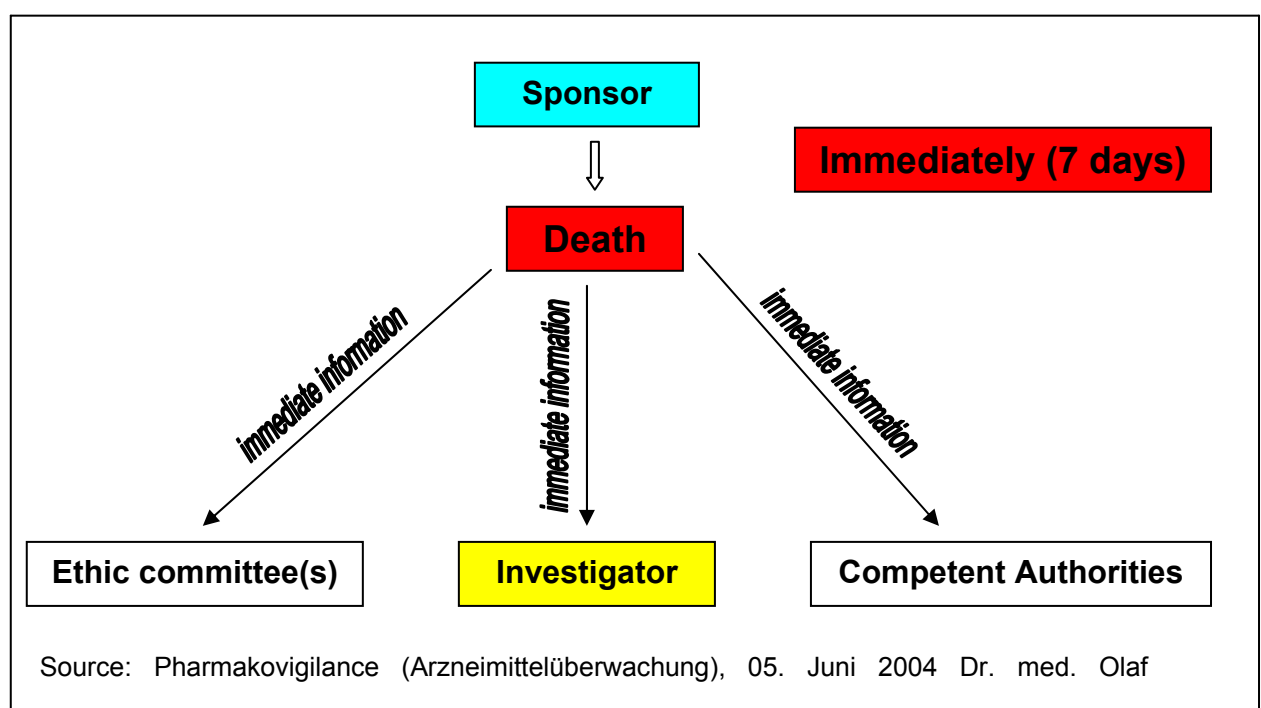 Sponsor
Immediately (7 days)
Death
immediate information
immediate information
immediate information
Ethic committee(s)
Investigator
Competent Authorities
Source: Pharmakovigilance (Arzneimittelüberwachung), 05. Juni 2004 Dr. med. Olaf